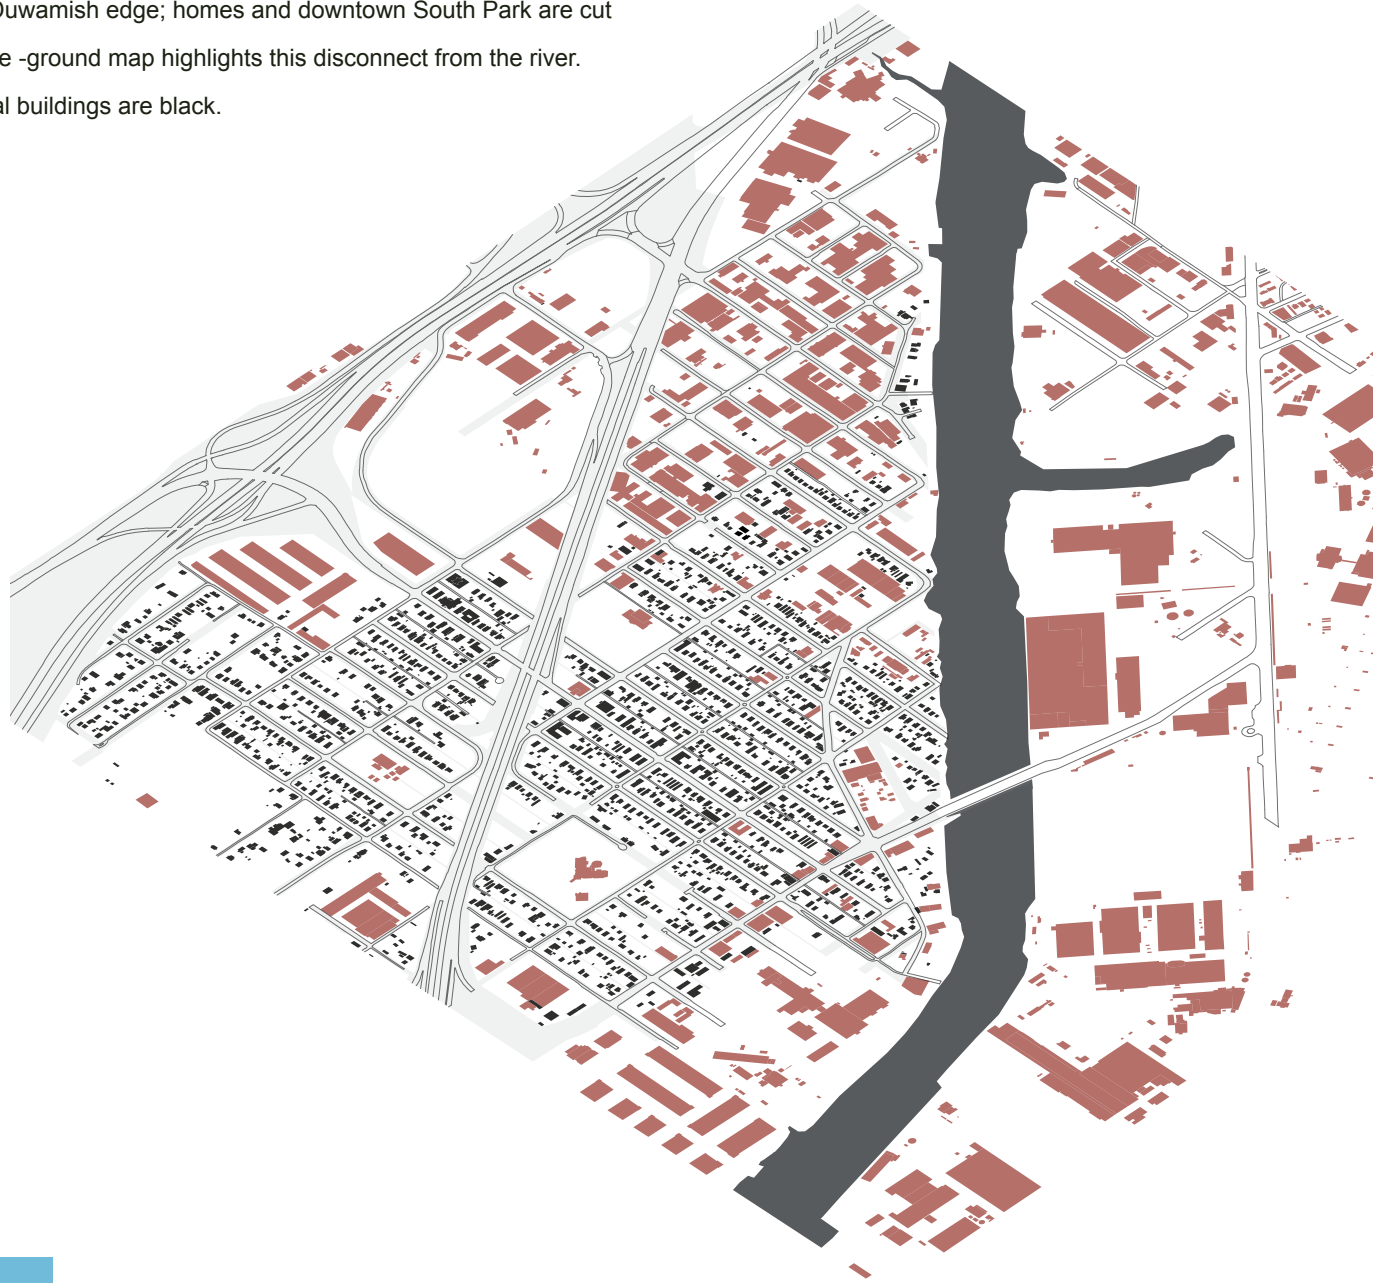 Duwamish edge; homes and downtown South Park are cut
e -ground map highlights this disconnect from the river.
al buildings are black.